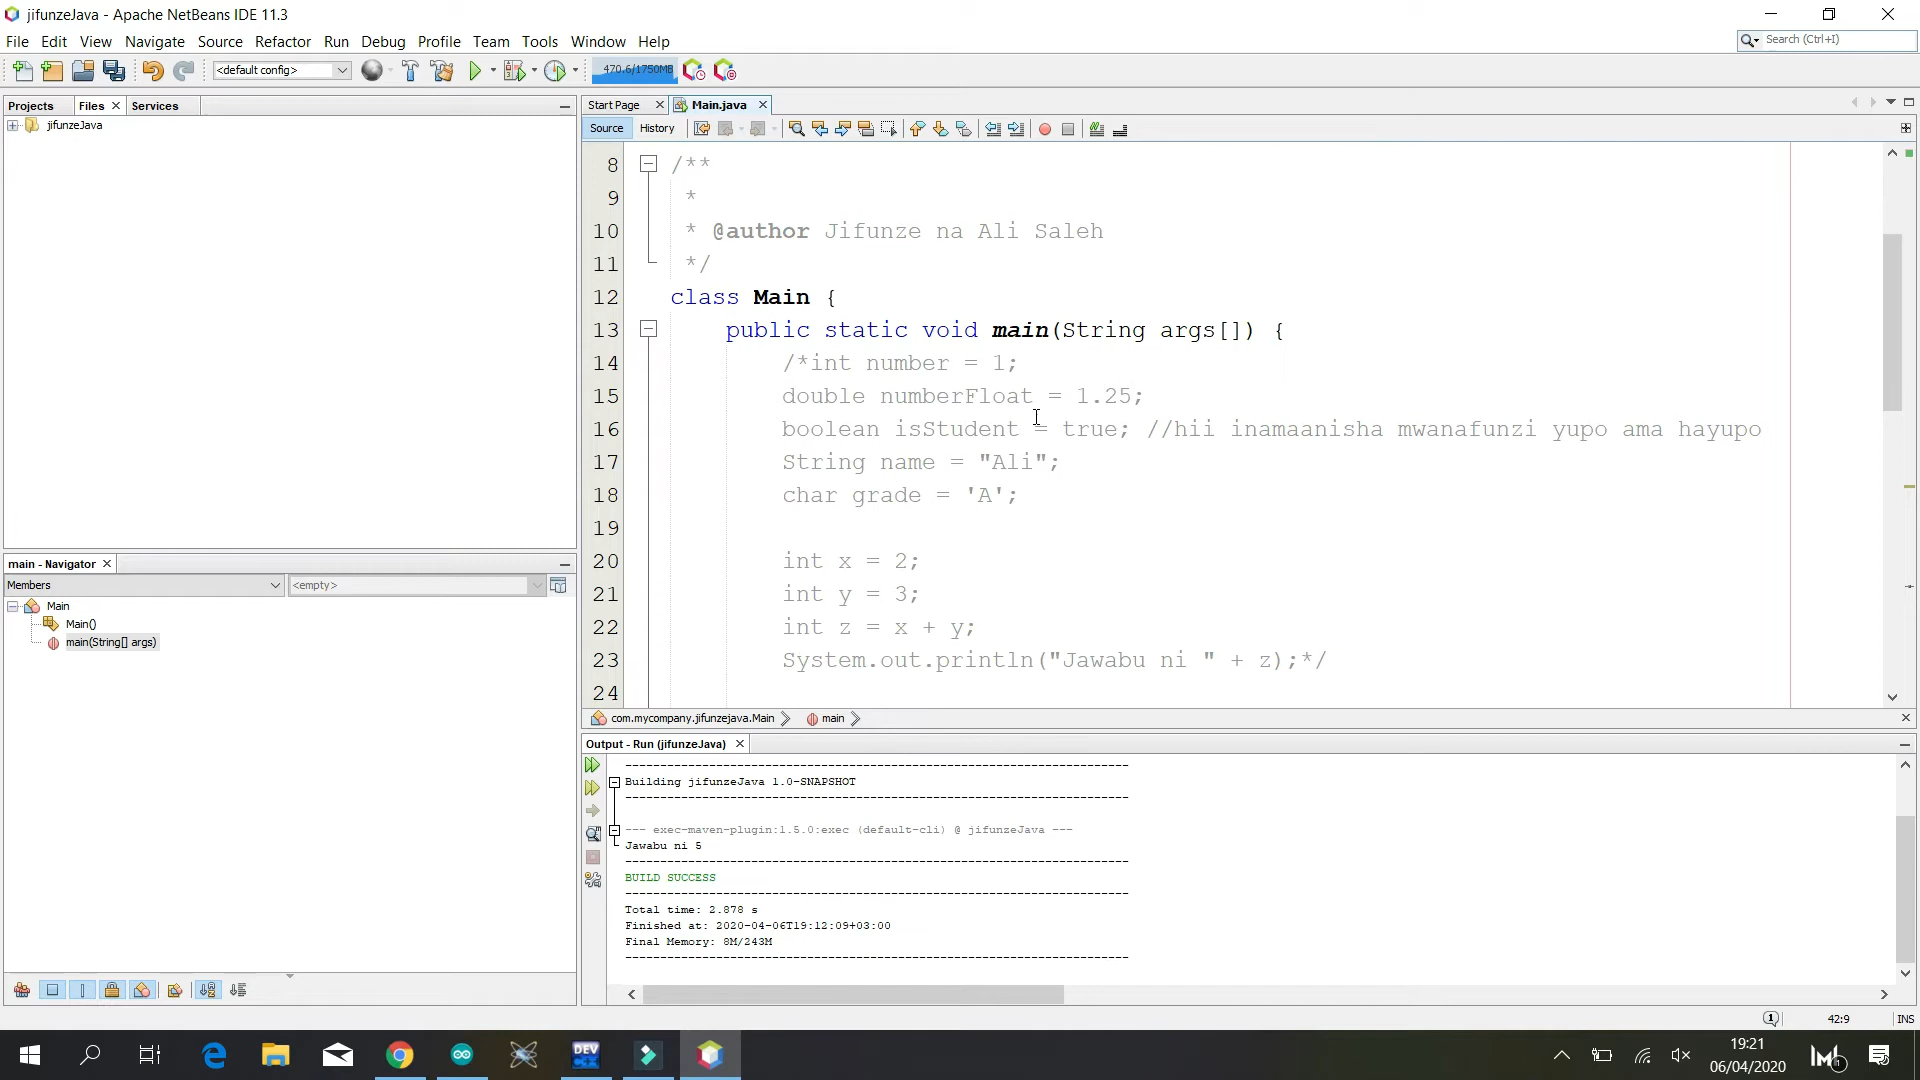 jifunzeJava - Apache NetBeans IDE 11.3
File Edit View Navigate Source Refactor Run Debug Profile Team Tools Window Help
Search (Ctrl+I)
<default config>
470.6/1750MB
Projects Files Services
jifunzeJava
Start Page Main.java
Source History
8 /**
9 *
10 * @author Jifunze na Ali Saleh
11 */
12 class Main {
13 public static void main(String args[]) {
14 /*int number = 1;
15 double numberFloat = 1.25;
16 boolean isStudent = true; //hii inamaanisha mwanafunzi yupo ama hayupo
17 String name = "Ali";
18 char grade = 'A';
19
20 int x = 2;
21 int y = 3;
22 int z = x + y;
23 System.out.println("Jawabu ni " + z);*/
24
com.mycompany.jifunzejava.Main main
main - Navigator
Members <empty>
Main
Main()
main(String[] args)
Output - Run (jifunzeJava)
------------------------------------------------------------------------
Building jifunzeJava 1.0-SNAPSHOT
------------------------------------------------------------------------
--- exec-maven-plugin:1.5.0:exec (default-cli) @ jifunzeJava ---
Jawabu ni 5
------------------------------------------------------------------------
BUILD SUCCESS
------------------------------------------------------------------------
Total time: 2.878 s
Finished at: 2020-04-06T19:12:09+03:00
Final Memory: 8M/243M
------------------------------------------------------------------------
1 42:9 INS
DEV
19:21
06/04/2020
1